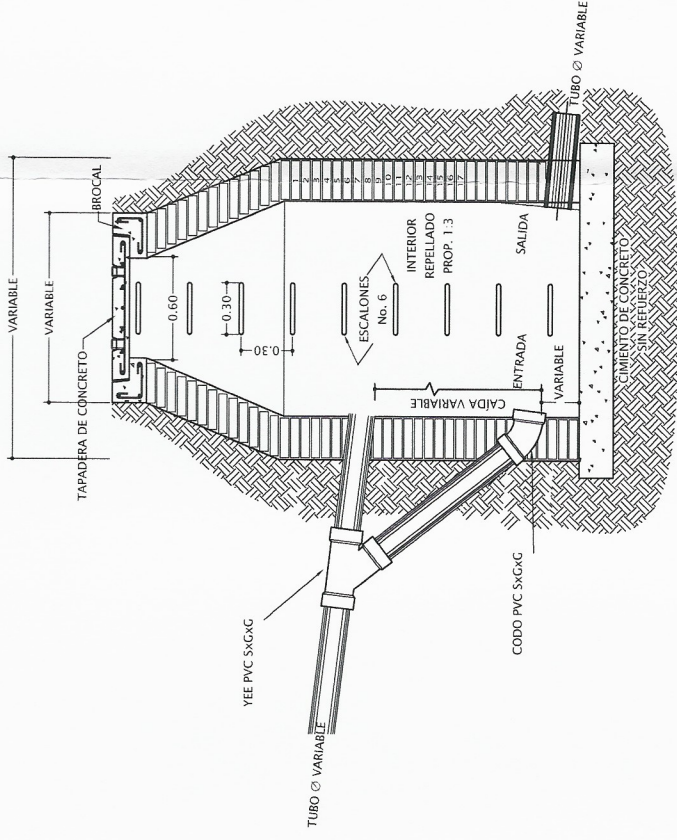 VARIABLE
VARIABLE
TAPADERA DE CONCRETO
BROCAL
0.60
0.30
0.30
ESCALONES
No. 6
INTERIOR
REPELLADO
PROP. 1:3
1
2
3
4
5
6
7
8
9
10
11
12
13
14
15
16
17
ENTRADA
SALIDA
CAÍDA VARIABLE
VARIABLE
TUBO Ø VARIABLE
CIMIENTO DE CONCRETO
SIN REFUERZO
YEE PVC SxGxG
CODO PVC SxGxG
TUBO Ø VARIABLE